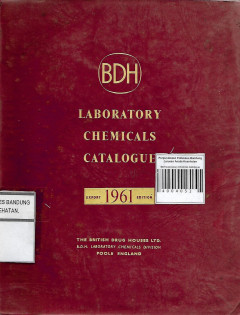 BDH
LABORATORY
CHEMICALS
CATALOGUE
EXPORT 1961 EDITION
ES BANDUNG
EHATAN.
THE BRITISH DRUG HOUSES LTD.
B.D.H. LABORATORY CHEMICALS DIVISION
POOLE ENGLAND